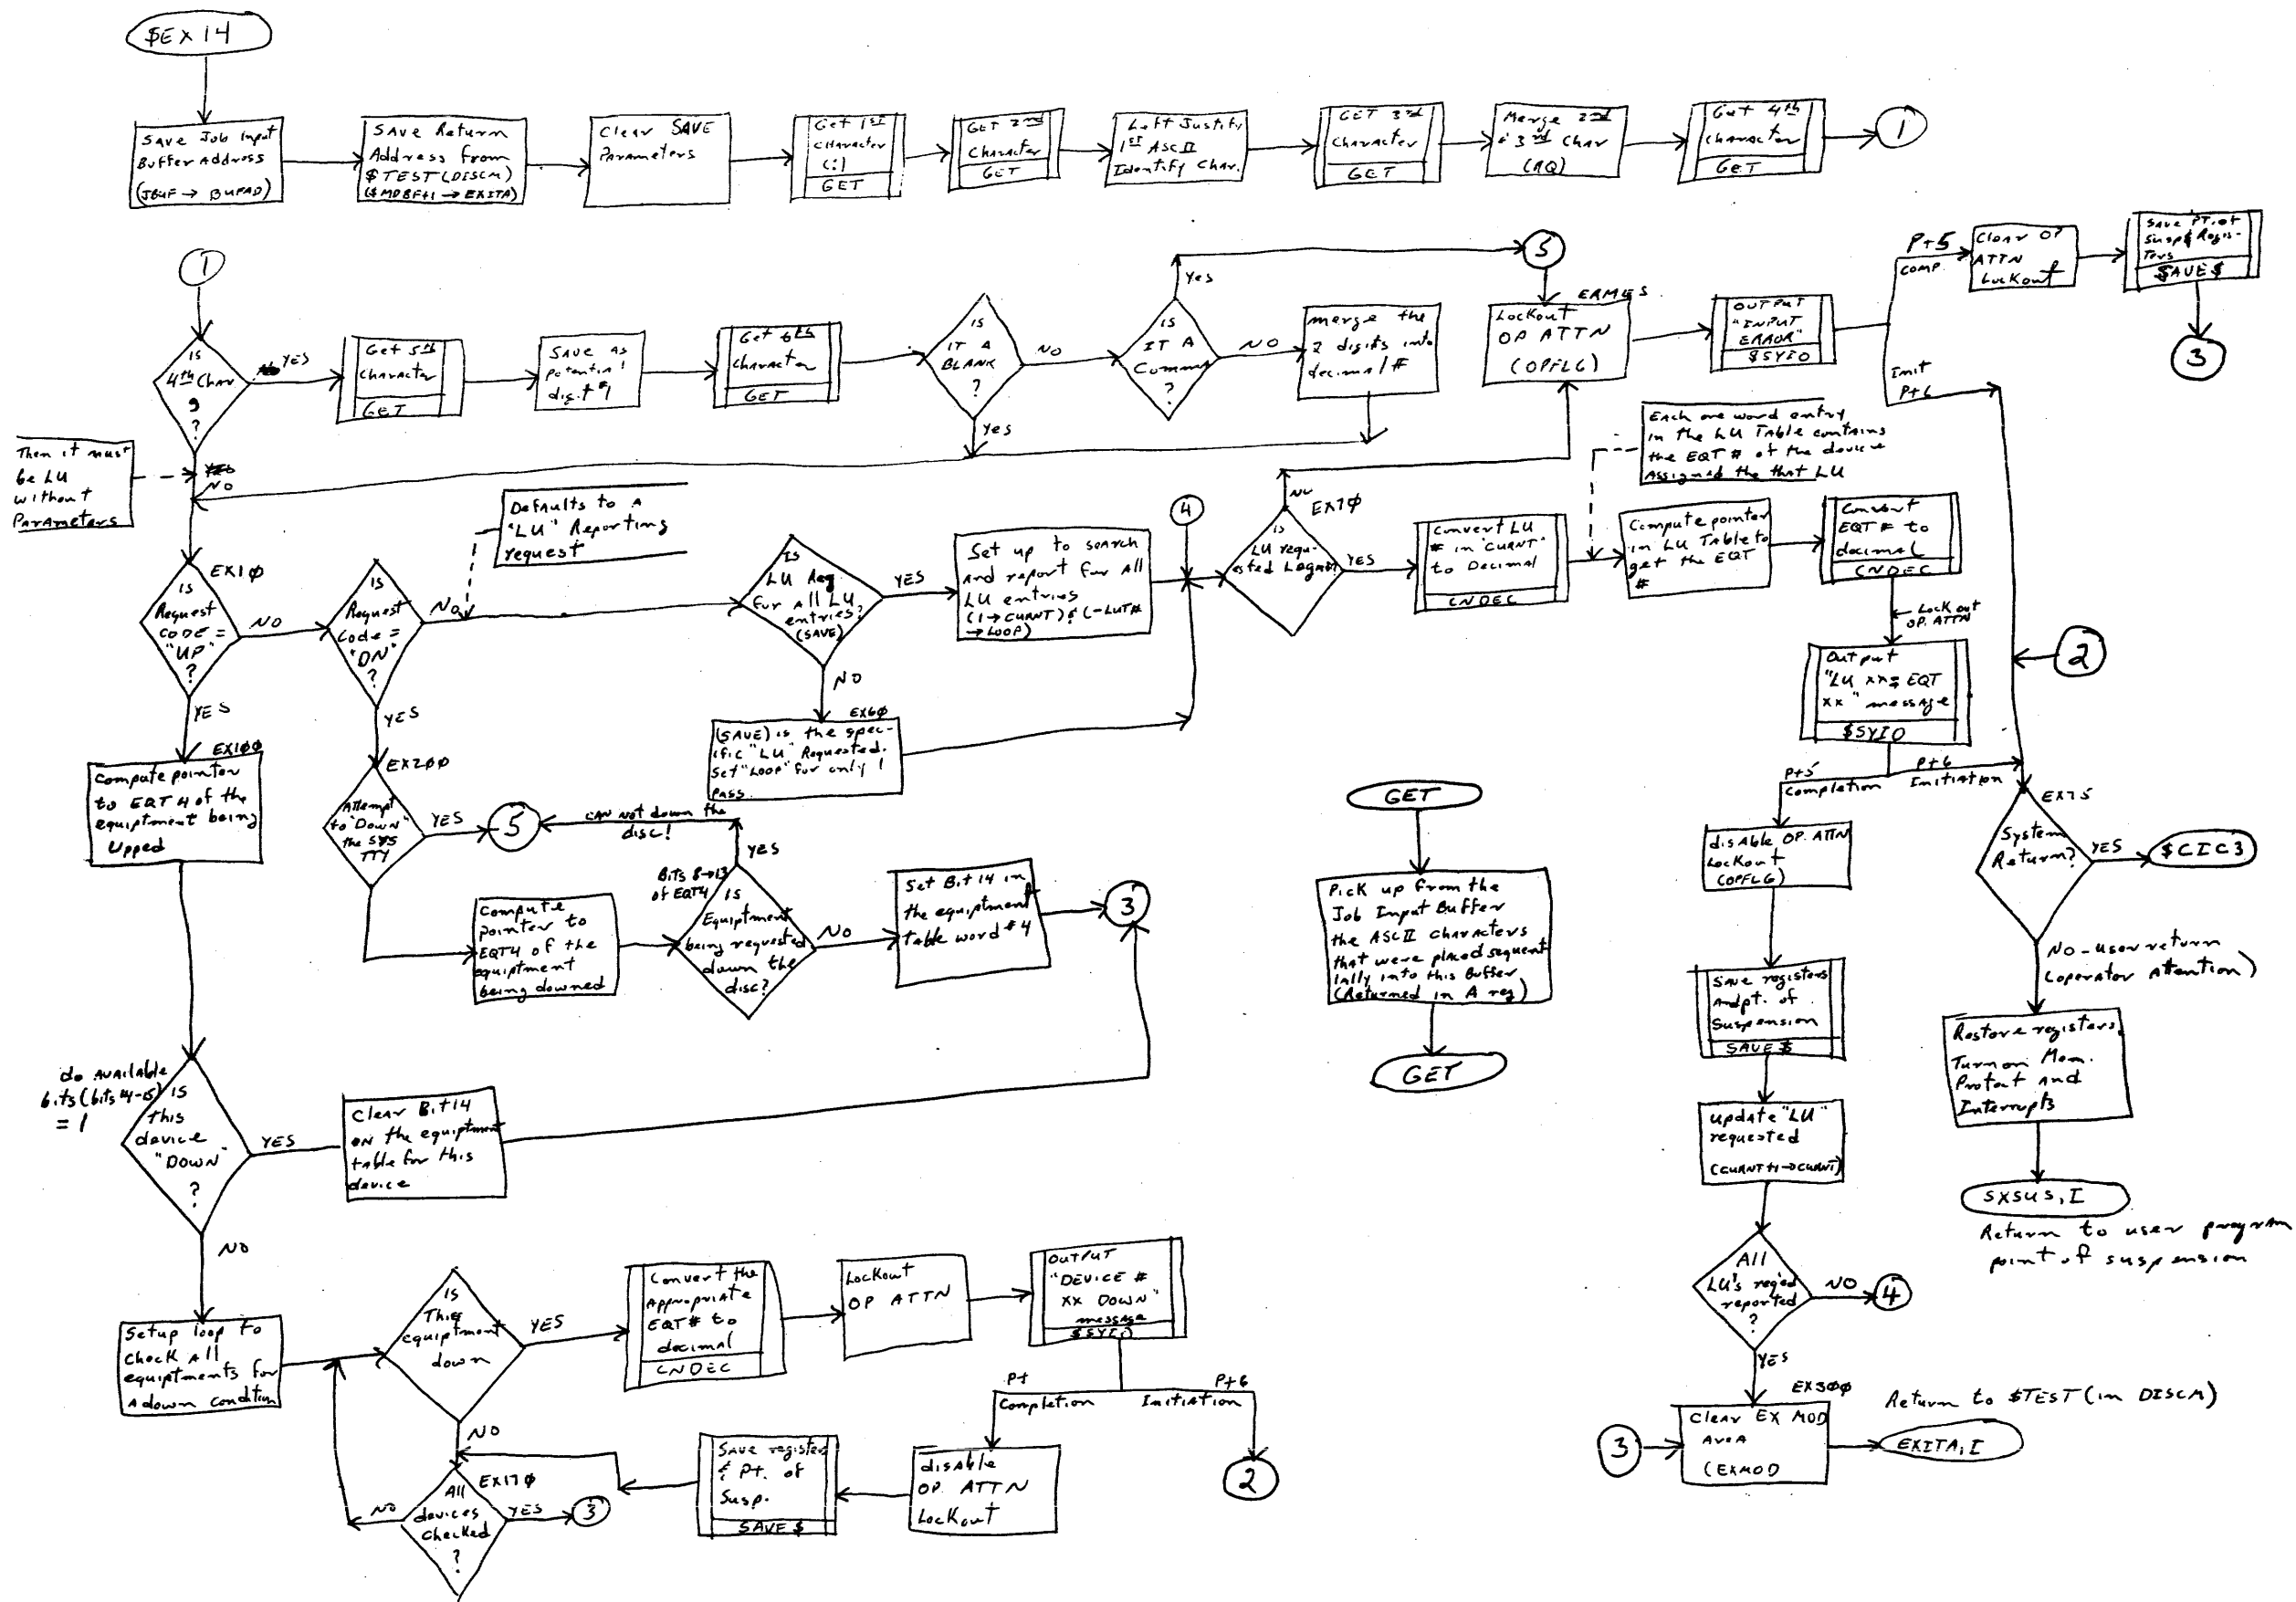 $EX14
Save Job Input
Buffer Address
(JBUF → BUFAD)
SAVE Return
Address from
$TEST (DISCM)
($MDBF+1 → EXITA)
Clear SAVE
Parameters
Get 1st
Character
(:)
GET
GET 2nd
Character
GET
Left Justify
1st ASCII
Identify Char.
GET 3rd
Character
GET
Merge 2nd
& 3rd Char
(RQ)
Get 4th
Character
GET
1
1
Is
4th Char
,
?
YES
Get 5th
Character
GET
Save as
potential
digit #1
Get 6th
Character
GET
Is
IT A
BLANK
?
NO
Yes
Is
IT A
Comma
?
Yes
NO
merge the
2 digits into
decimal #
5
ERMES
Lockout
OP ATTN
(OPFLG)
OUTPUT
"INPUT
ERROR"
$SYIO
P+5
COMP.
Clear OP
ATTN
Lockout
Save PT. of
Susp & Regis-
ters
$AVE$
3
Init
P+6
Then it must
be LU
without
Parameters
NO
Each one word entry
in the LU Table contains
the EQT # of the device
Assigned the that LU
Defaults to a
"LU" Reporting
request
EX10
Is
Request
CODE =
"UP"
?
NO
YES
Is
Request
Code =
"DN"
?
NO
YES
Is
LU Req
for all LU
entries?
(SAVE)
YES
NO
Set up to search
and report for All
LU entries
(1→CURNT) & (-LUT#
→LOOP)
4
EX70
Is
LU requ-
ested Legal?
NO
YES
Convert LU
# in "CURNT"
to Decimal
CNDEC
Compute pointer
in LU Table to
get the EQT
#
Convert
EQT # to
decimal
CNDEC
Lock out
OP. ATTN
Output
"LU xx = EQT
xx" message
$SYIO
2
EX60
(SAVE) is the spec-
ific "LU" Requested.
Set "LOOP" for only 1
pass
EX100
Compute pointer
to EQT4 of the
equiptment being
Upped
EX200
Attempt
to "Down"
the SYS
TTY
YES
5
CAN NOT down the
disc!
Compute
pointer to
EQT4 of the
equiptment
being downed
Bits 8→13
of EQT4
Is
Equiptment
being requested
down the
disc?
YES
NO
Set Bit 14 in
the equiptment
table word #4
3
GET
Pick up from the
Job Input Buffer
the ASCII characters
that were placed sequent
ially into this Buffer
(Returned in A reg)
GET
P+5
Completion
P+6
Initiation
disable OP. ATTN
Lockout
(OPFLG)
Save registers
And pt. of
Suspension
SAVE$
update "LU"
requested
(CURNT+1→CURNT)
All
LU's req'ed
reported
?
NO
4
YES
EX300
Clear EX MOD
Area
(EXMOD
3
Return to $TEST (in DISCM)
EXITA,I
EX75
System
Return?
YES
$CIC3
NO - user return
(operator Attention)
Restore registers,
Turn on Mem.
Protect and
Interrupts
SXSUS,I
Return to user program
point of suspension
do AVAILABLE
bits (bits 14-15)
= 1
Is
this
device
"DOWN"
?
YES
NO
Clear Bit 14
on the equiptment
table for this
device
Setup loop to
Check All
equiptments for
A down condition
Is
This
equiptment
down
YES
NO
Convert the
Appropriate
EQT# to
decimal
CNDEC
Lockout
OP ATTN
OUTPUT
"DEVICE #
XX DOWN"
message
$SYIO
P+
Completion
P+6
Initiation
2
disable
OP. ATTN
Lockout
Save registers
& Pt. of
Susp.
SAVE$
EX170
All
devices
Checked
?
NO
YES
3